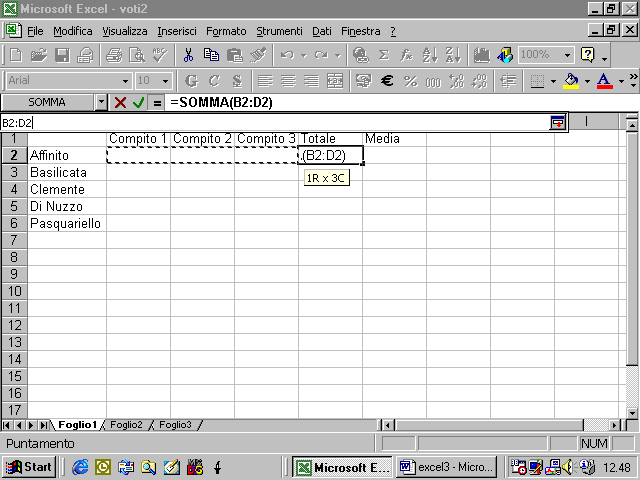 Microsoft Excel - voti2
File Modifica Visualizza Inserisci Formato Strumenti Dati Finestra ?
100%
Arial 10 G C S 000 €
SOMMA =SOMMA(B2:D2)
B2:D2 I
1 Compito 1 Compito 2 Compito 3 Totale Media
2 Affinito (B2:D2)
3 Basilicata 1R x 3C
4 Clemente
5 Di Nuzzo
6 Pasquariello
7
8
9
10
11
12
13
14
15
16
17
Foglio1 Foglio2 Foglio3
Puntamento NUM
Start Microsoft E... excel3 - Micro... 12.48